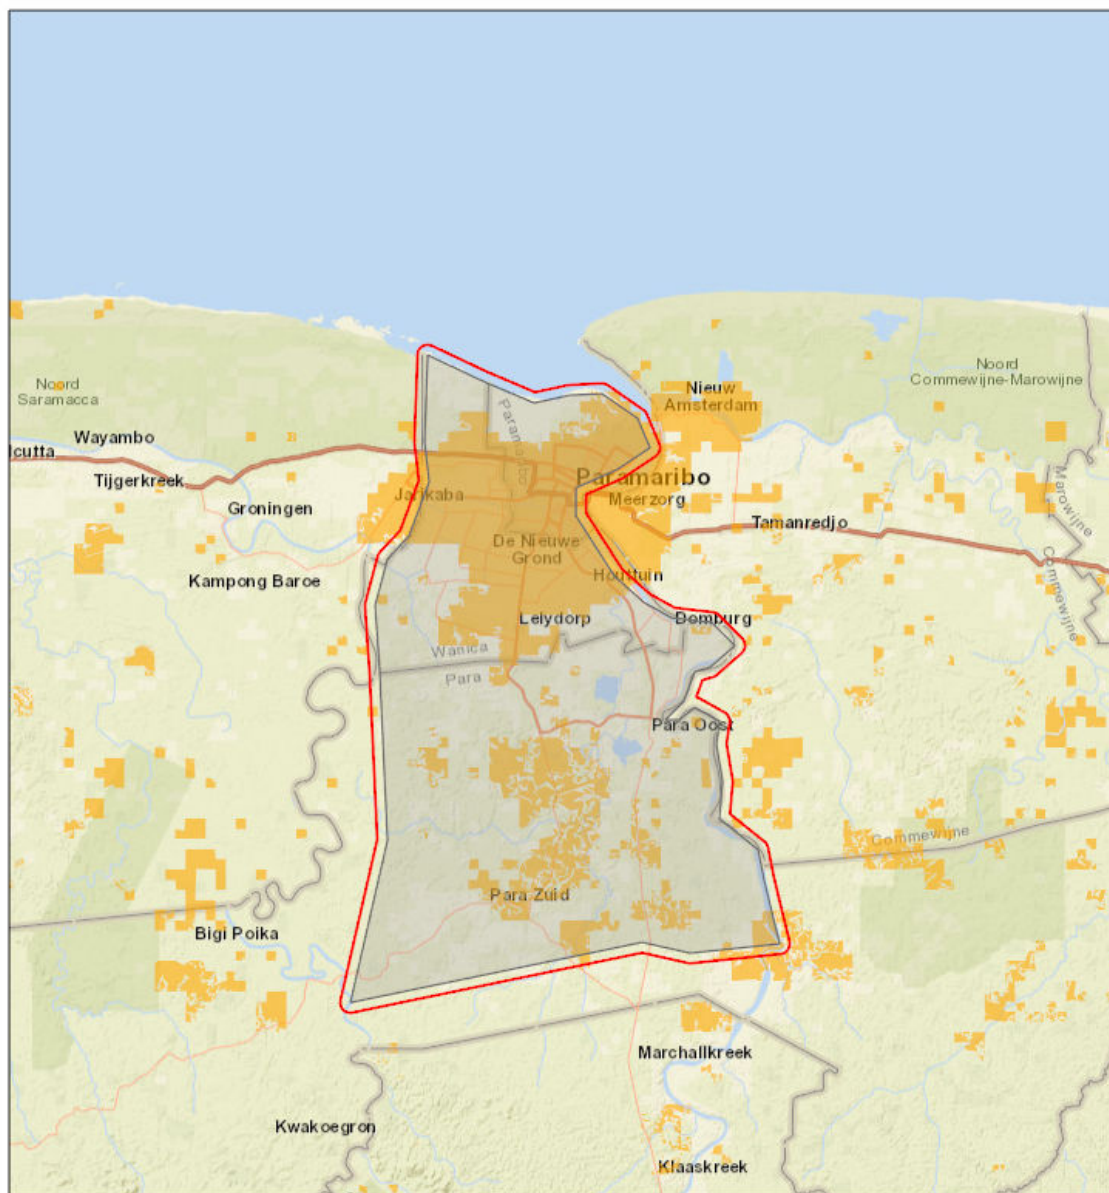 Noord
Commewijne-Marowijne
Noord
Saramacca
Nieuw
Amsterdam
Wayambo
lcutta
Paramaribo
Tijgerkreek
Paramaribo
Jarikaba
Meerzorg
Marowijne
Groningen
Tamanredjo
De Nieuwe
Grond
Kampong Baroe
Houttuin
Commewijne
Lelydorp
Domburg
Wanica
Para
Para Oost
Commewijne
Para Zuid
Bigi Poika
Marchallkreek
Kwakoegron
Klaaskreek